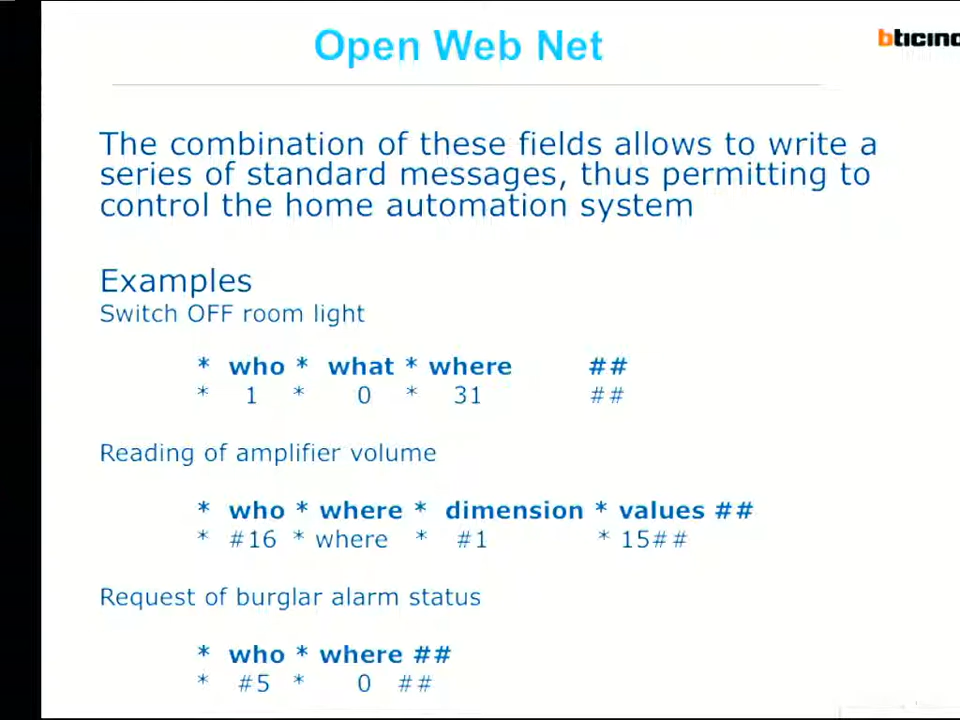 Open Web Net
bticino
The combination of these fields allows to write a
series of standard messages, thus permitting to
control the home automation system
Examples
Switch OFF room light
* who * what * where ##
* 1 * 0 * 31 ##
Reading of amplifier volume
* who * where * dimension * values ##
* #16 * where * #1 * 15##
Request of burglar alarm status
* who * where ##
* #5 * 0 ##